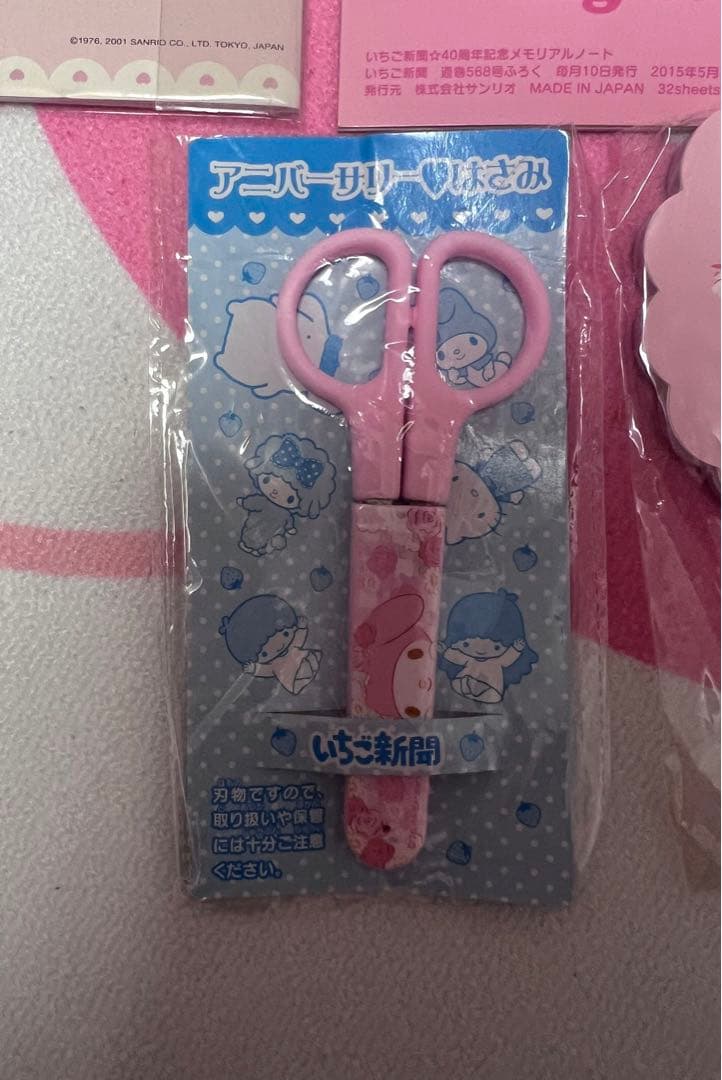 ©1976, 2001 SANRIO CO., LTD. TOKYO, JAPAN
いちご新聞☆40周年記念メモリアルノート
いちご新聞 通巻568号ふろく 毎月10日発行 2015年5月
発行元 株式会社サンリオ MADE IN JAPAN 32sheets
アニバーサリー♥はさみ
いちご新聞
刃物ですので、
取り扱いや保管
には十分ご注意
ください。